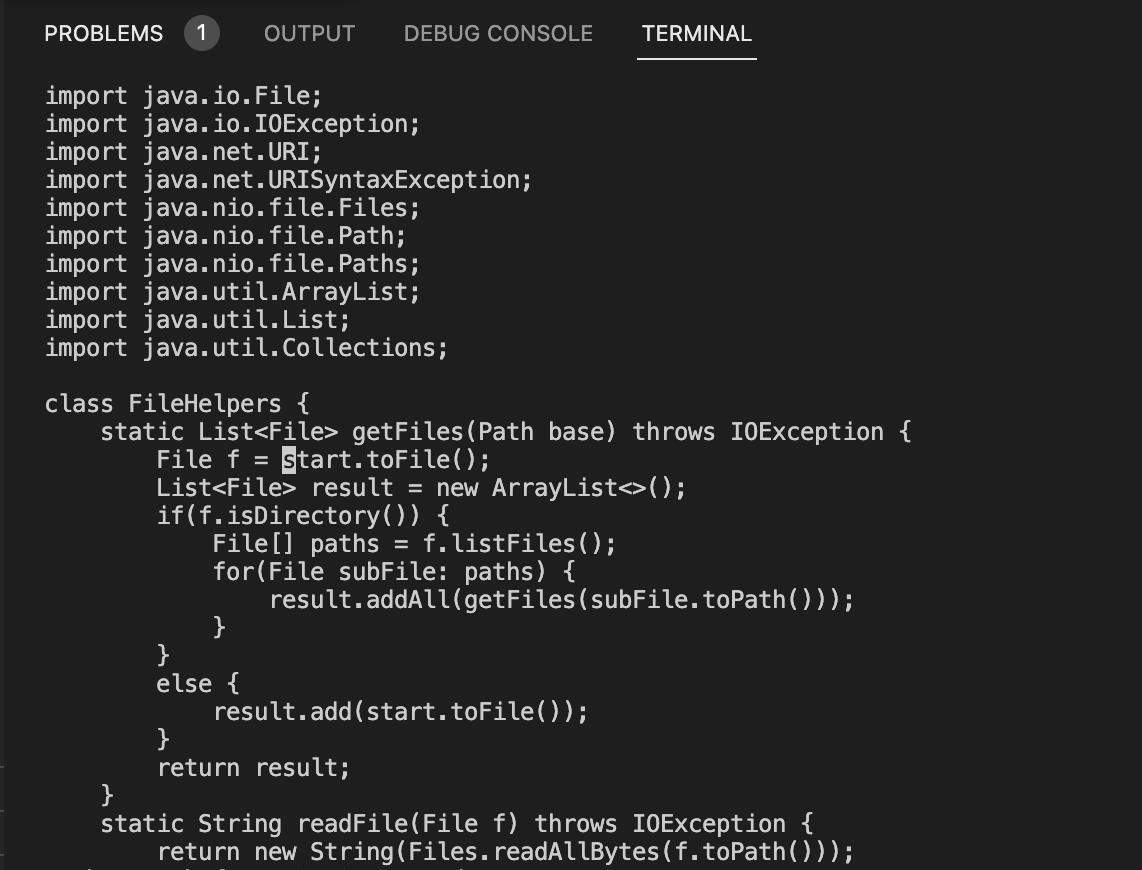 PROBLEMS 1 OUTPUT DEBUG CONSOLE TERMINAL
import java.io.File;
import java.io.IOException;
import java.net.URI;
import java.net.URISyntaxException;
import java.nio.file.Files;
import java.nio.file.Path;
import java.nio.file.Paths;
import java.util.ArrayList;
import java.util.List;
import java.util.Collections;

class FileHelpers {
    static List<File> getFiles(Path base) throws IOException {
        File f = start.toFile();
        List<File> result = new ArrayList<>();
        if(f.isDirectory()) {
            File[] paths = f.listFiles();
            for(File subFile: paths) {
                result.addAll(getFiles(subFile.toPath()));
            }
        }
        else {
            result.add(start.toFile());
        }
        return result;
    }
    static String readFile(File f) throws IOException {
        return new String(Files.readAllBytes(f.toPath()));